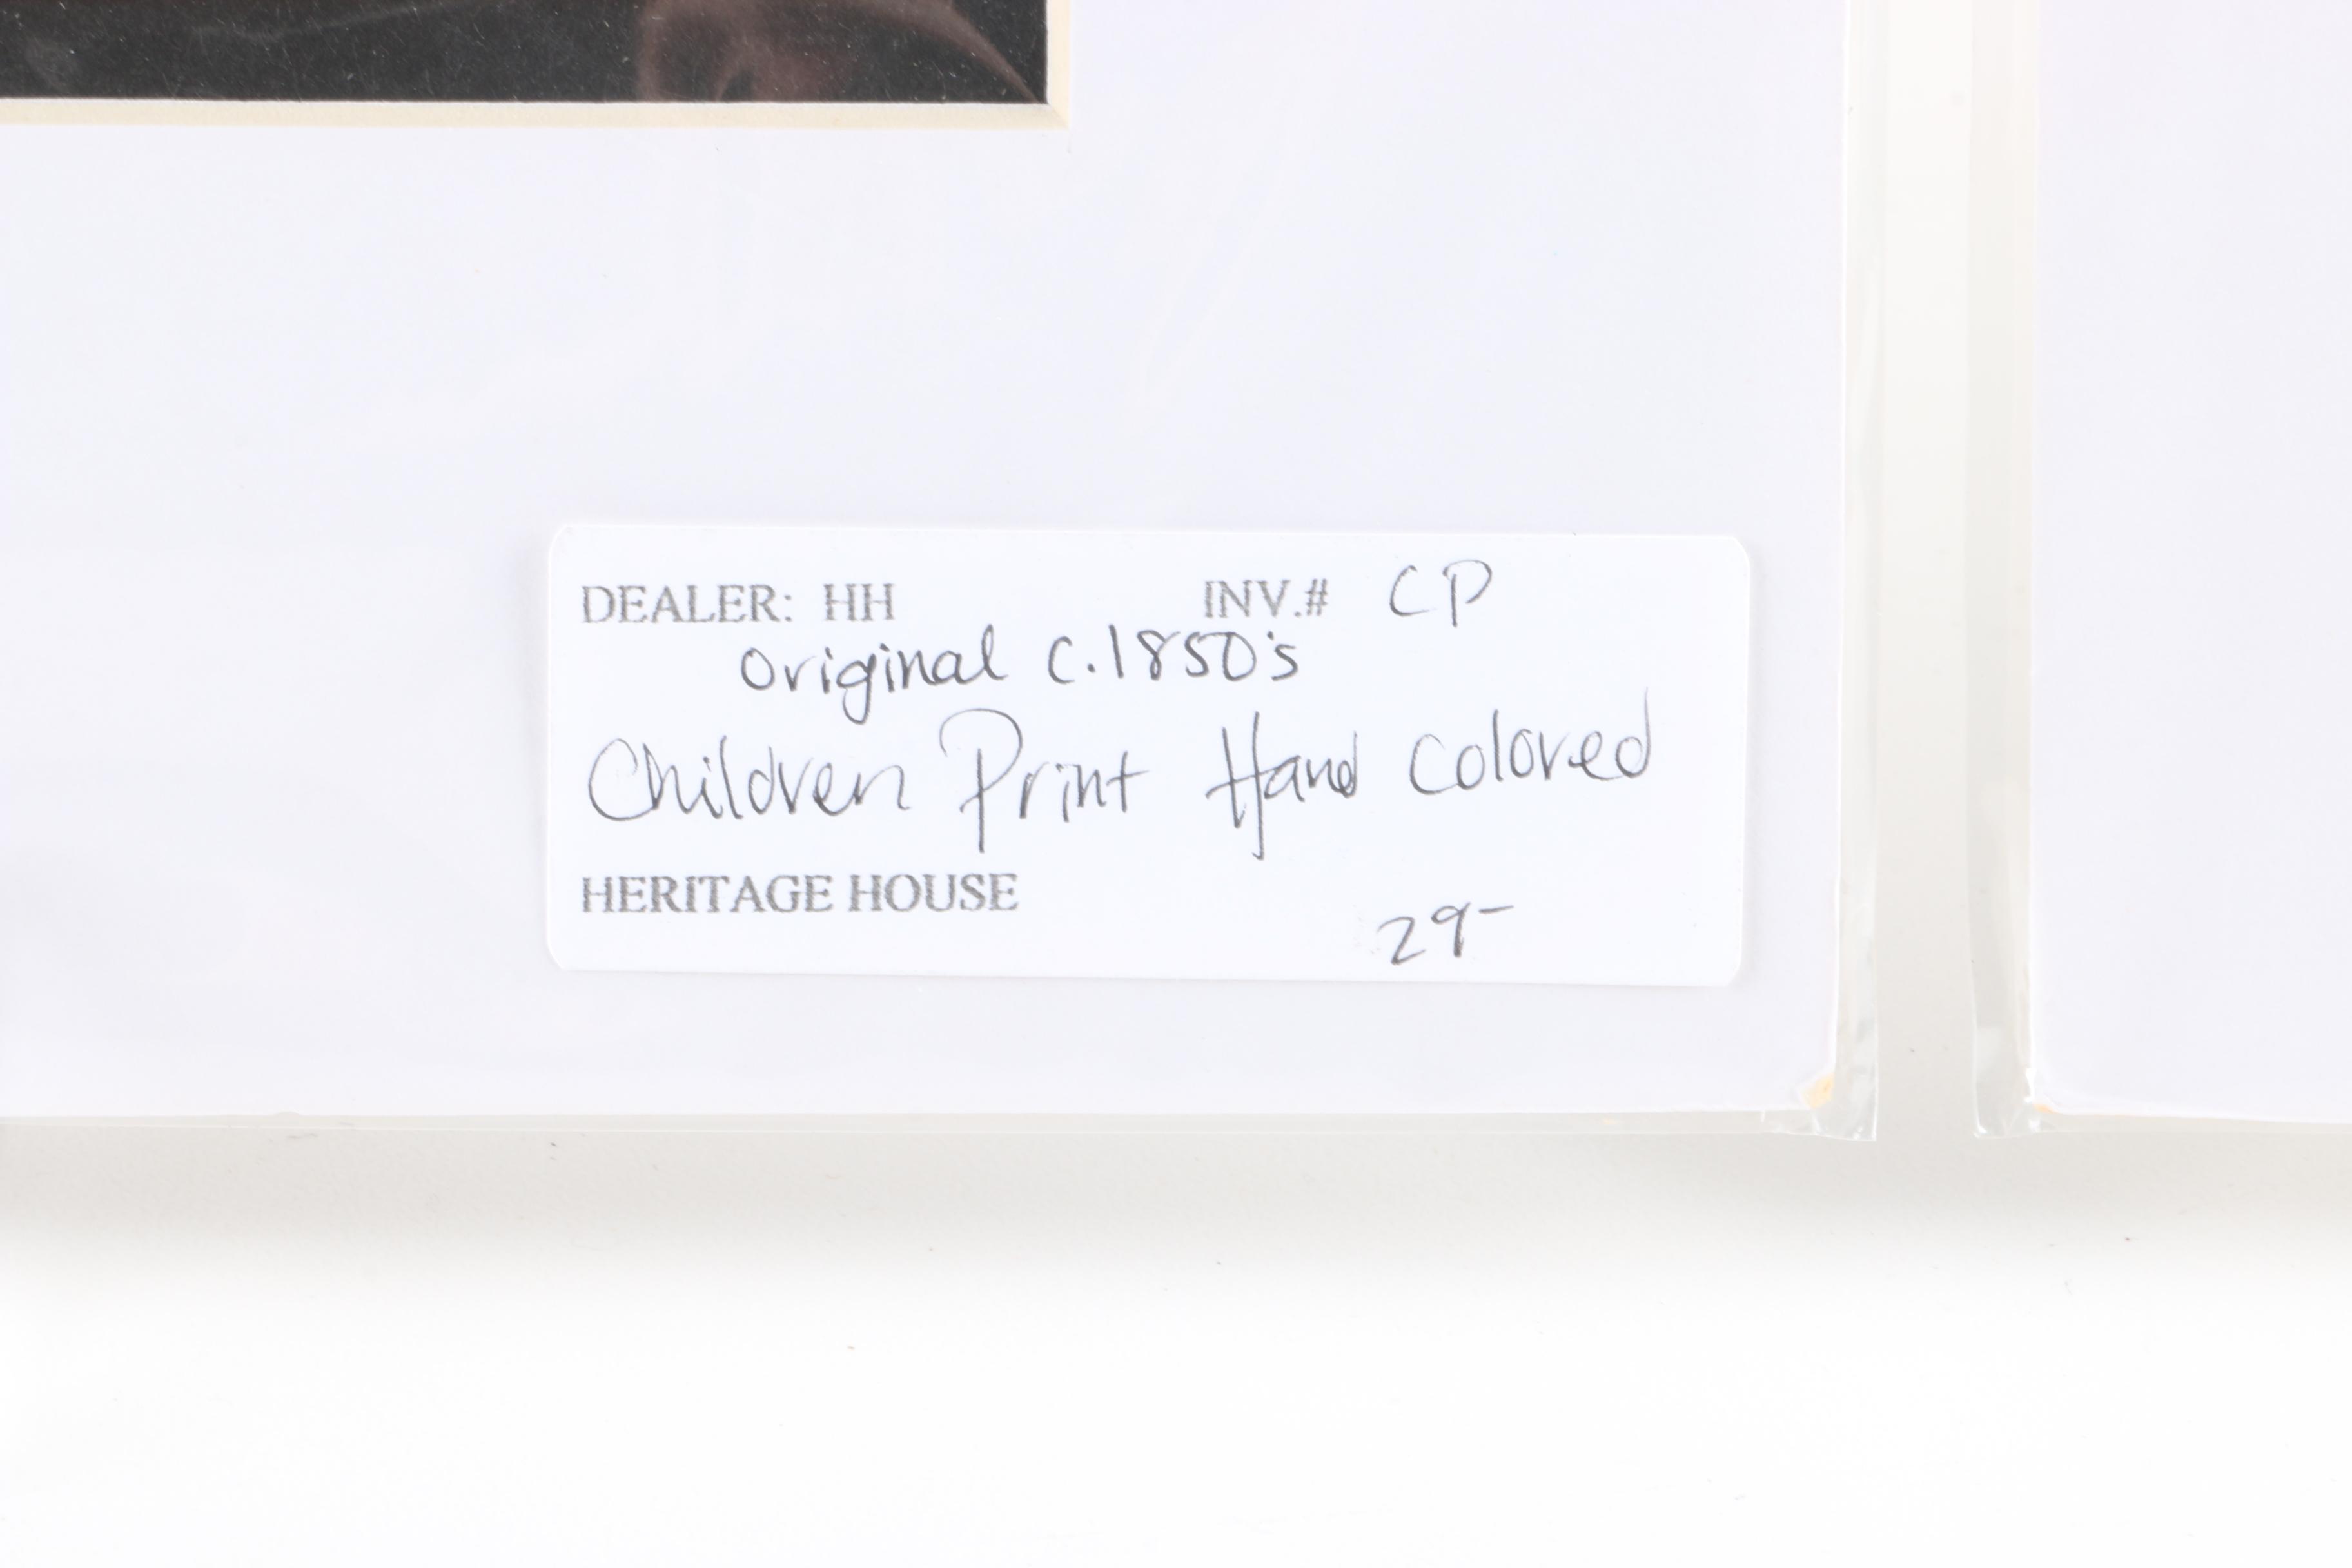 DEALER: HH INV.# CP
Original c.1850's
Children Print Hand Colored
HERITAGE HOUSE
29-